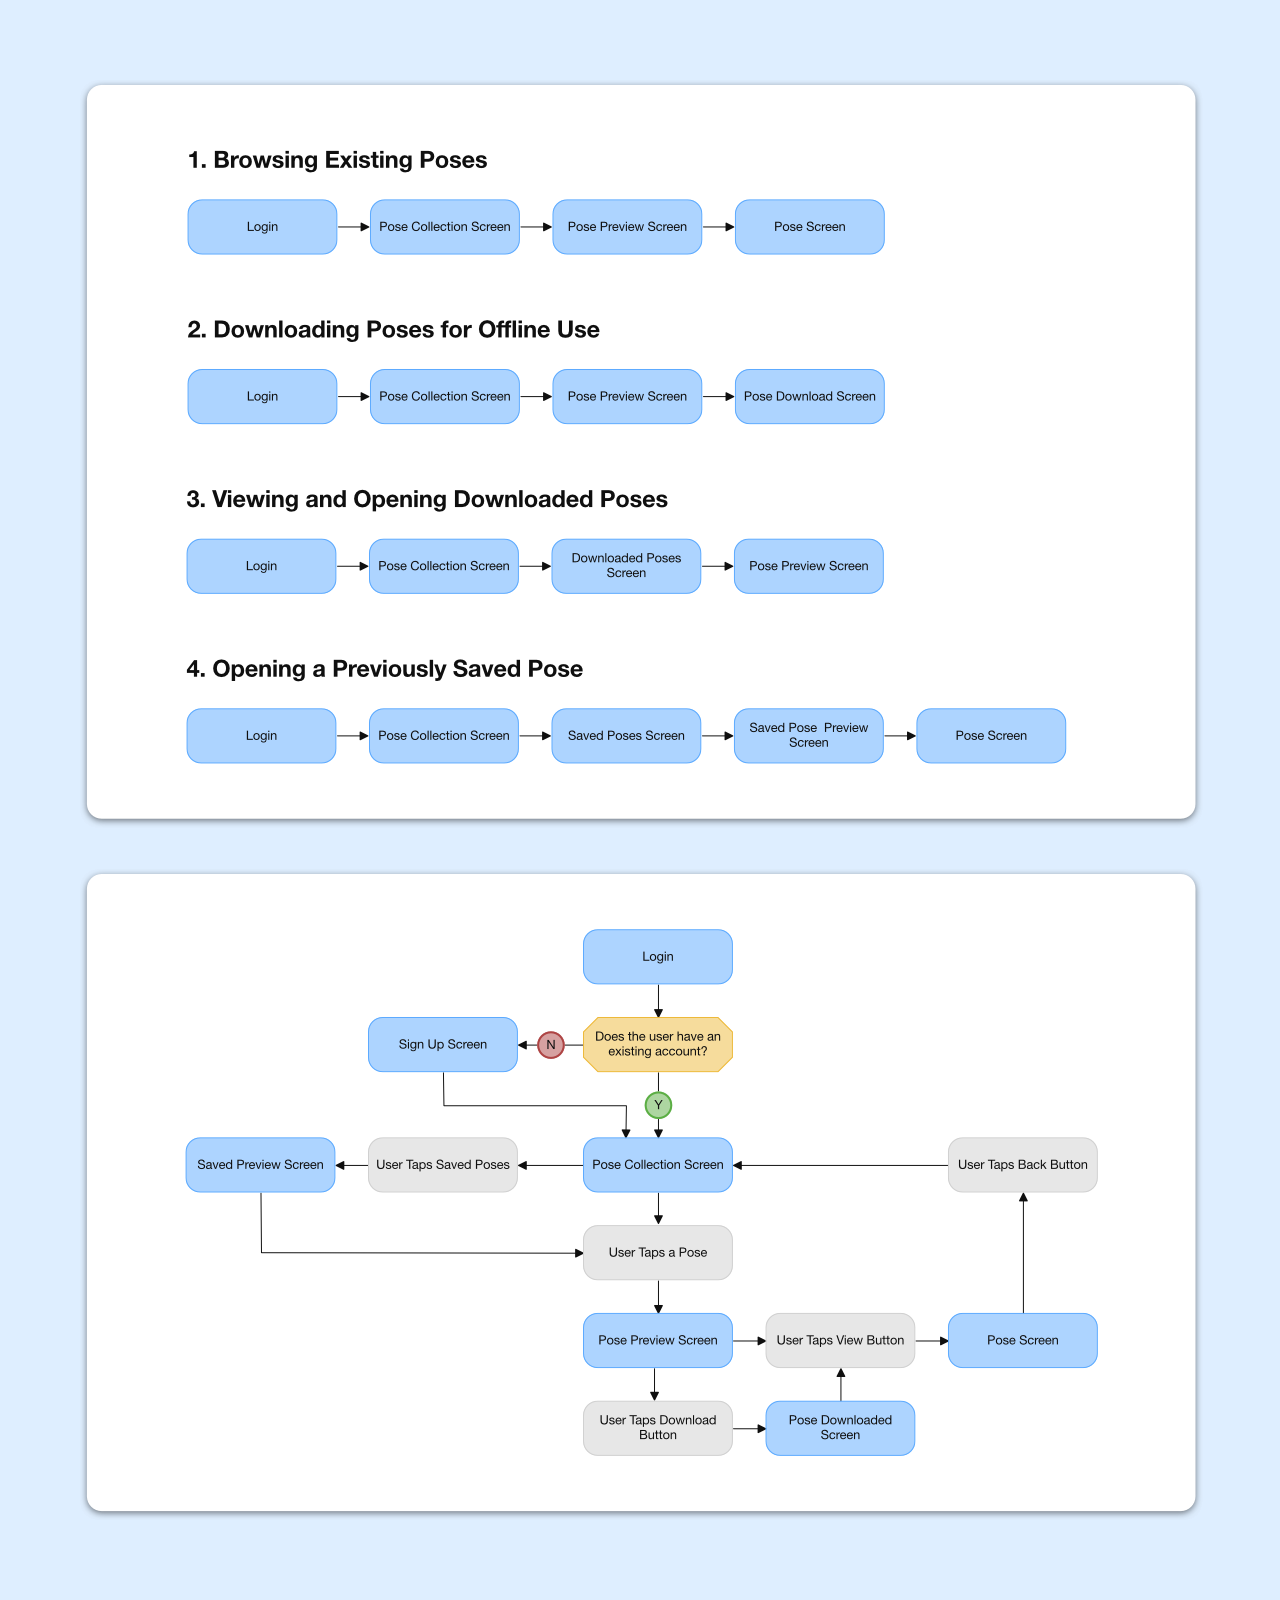 1. Browsing Existing Poses
Login
Pose Collection Screen
Pose Preview Screen
Pose Screen
2. Downloading Poses for Offline Use
Login
Pose Collection Screen
Pose Preview Screen
Pose Download Screen
3. Viewing and Opening Downloaded Poses
Login
Pose Collection Screen
Downloaded Poses
Screen
Pose Preview Screen
4. Opening a Previously Saved Pose
Login
Pose Collection Screen
Saved Poses Screen
Saved Pose  Preview
Screen
Pose Screen
Login
Sign Up Screen
N
Does the user have an
existing account?
Y
Saved Preview Screen
User Taps Saved Poses
Pose Collection Screen
User Taps Back Button
User Taps a Pose
Pose Preview Screen
User Taps View Button
Pose Screen
User Taps Download
Button
Pose Downloaded
Screen